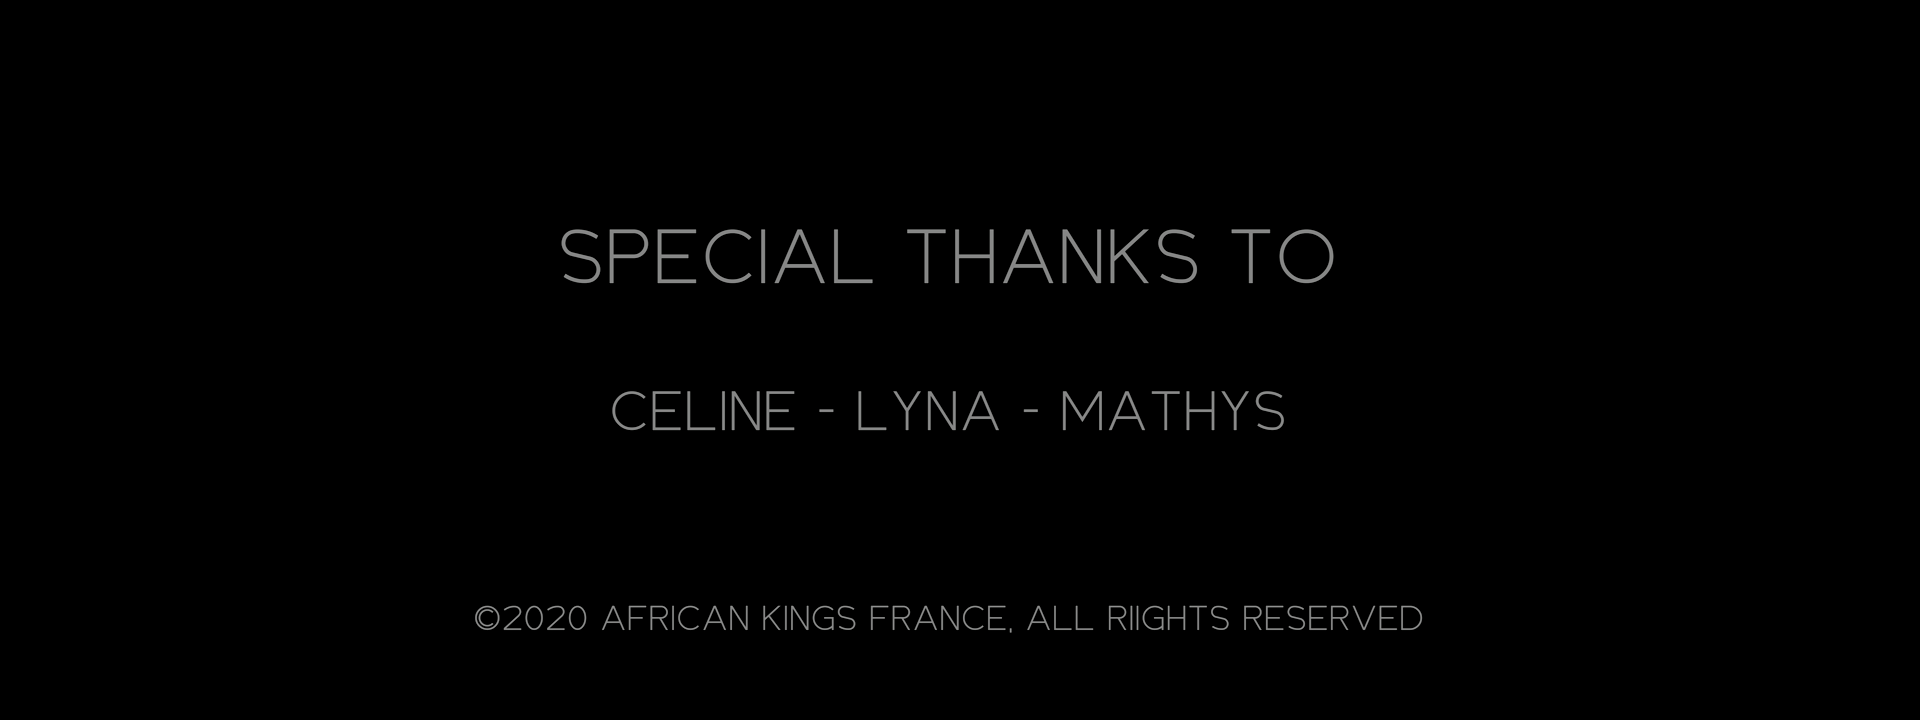 SPECIAL THANKS TO
CELINE - LYNA - MATHYS
©2020 AFRICAN KINGS FRANCE, ALL RIIGHTS RESERVED